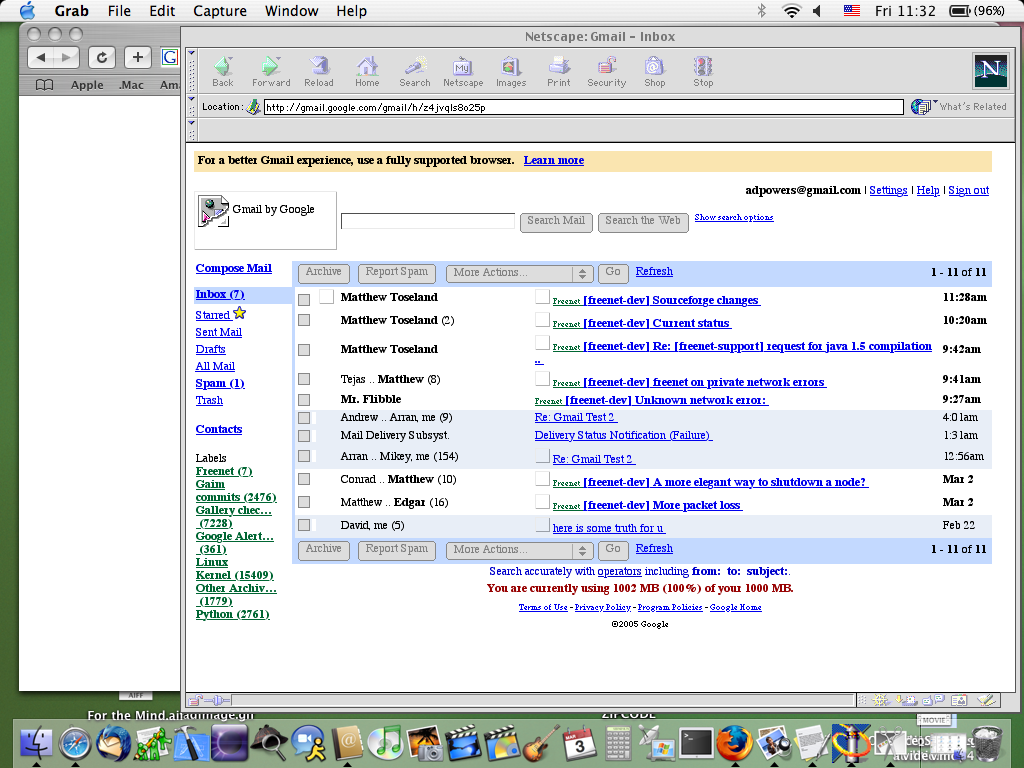 Grab File Edit Capture Window Help Fri 11:32 (96%)
Netscape: Gmail - Inbox
Back Forward Reload Home Search Netscape Images Print Security Shop Stop
Apple .Mac
Location: http://gmail.google.com/gmail/h/z4jvqls8o25p What's Related
For a better Gmail experience, use a fully supported browser. Learn more
adpowers@gmail.com | Settings | Help | Sign out
Gmail by Google
Search Mail Search the Web Show search options
Compose Mail
Archive Report Spam More Actions... Go Refresh 1 - 11 of 11
Inbox (7)
Starred
Sent Mail
Drafts
All Mail
Spam (1)
Trash
Contacts
Labels
Freenet (7)
Gaim
commits (2476)
Gallery chec...
(7228)
Google Alert...
(361)
Linux
Kernel (15409)
Other Archiv...
(1779)
Python (2761)
Matthew Toseland Freenet [freenet-dev] Sourceforge changes 11:28am
Matthew Toseland (2) Freenet [freenet-dev] Current status 10:20am
Matthew Toseland Freenet [freenet-dev] Re: [freenet-support] request for java 1.5 compilation 9:42am
..
Tejas .. Matthew (8) Freenet [freenet-dev] freenet on private network errors 9:41am
Mr. Flibble Freenet [freenet-dev] Unknown network error: 9:27am
Andrew .. Arran, me (9) Re: Gmail Test 2 4:01am
Mail Delivery Subsyst. Delivery Status Notification (Failure) 1:31am
Arran .. Mikey, me (154) Re: Gmail Test 2 12:56am
Conrad .. Matthew (10) Freenet [freenet-dev] A more elegant way to shutdown a node? Mar 2
Matthew .. Edgar (16) Freenet [freenet-dev] More packet loss Mar 2
David, me (5) here is some truth for u Feb 22
Archive Report Spam More Actions... Go Refresh 1 - 11 of 11
Search accurately with operators including from: to: subject:.
You are currently using 1002 MB (100%) of your 1000 MB.
Terms of Use - Privacy Policy - Program Policies - Google Home
©2005 Google
AIFF
For the Mind.aif
ZIPCODE
MOVIE
MAR
3